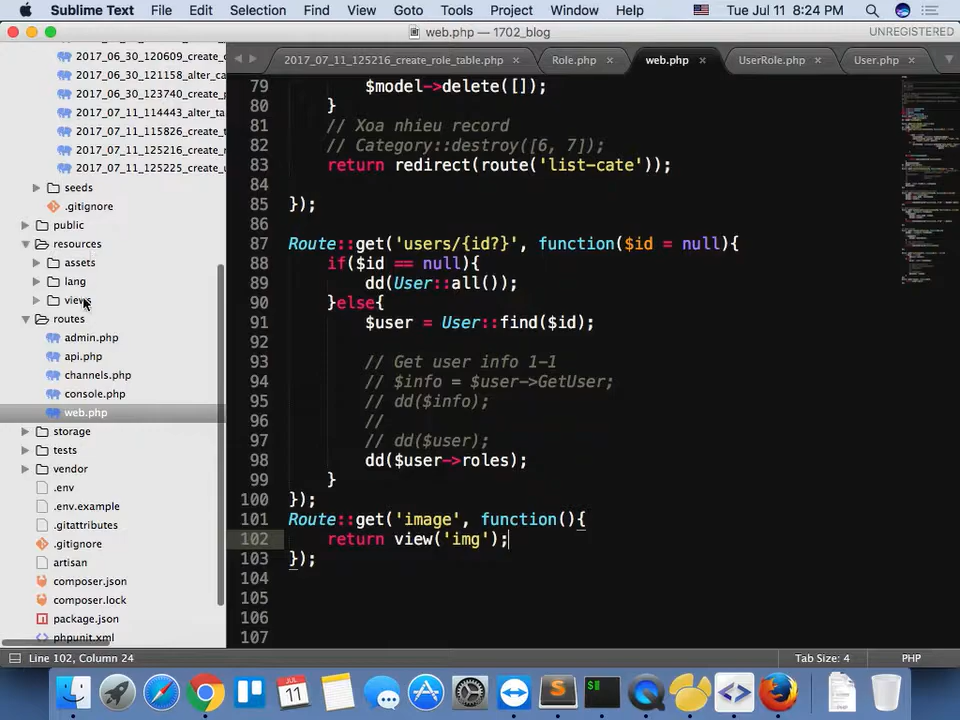 Sublime Text File Edit Selection Find View Goto Tools Project Window Help Tue Jul 11 8:24 PM
web.php — 1702_blog UNREGISTERED
2017_07_11_125216_create_role_table.php × Role.php × web.php × UserRole.php × User.php ×
2017_06_30_120609_create_c
2017_06_30_121158_alter_ca
2017_06_30_123740_create_p
2017_07_11_114443_alter_ta
2017_07_11_115826_create_t
2017_07_11_125216_create_r
2017_07_11_125225_create_u
seeds
.gitignore
public
resources
assets
lang
views
routes
admin.php
api.php
channels.php
console.php
web.php
storage
tests
vendor
.env
.env.example
.gitattributes
.gitignore
artisan
composer.json
composer.lock
package.json
phpunit.xml
79 $model->delete([]);
80 }
81 // Xoa nhieu record
82 // Category::destroy([6, 7]);
83 return redirect(route('list-cate'));
84
85 });
86
87 Route::get('users/{id?}', function($id = null){
88 if($id == null){
89 dd(User::all());
90 }else{
91 $user = User::find($id);
92
93 // Get user info 1-1
94 // $info = $user->GetUser;
95 // dd($info);
96 //
97 // dd($user);
98 dd($user->roles);
99 }
100 });
101 Route::get('image', function(){
102 return view('img');
103 });
104
105
106
107
Line 102, Column 24 Tab Size: 4 PHP
JUL
11